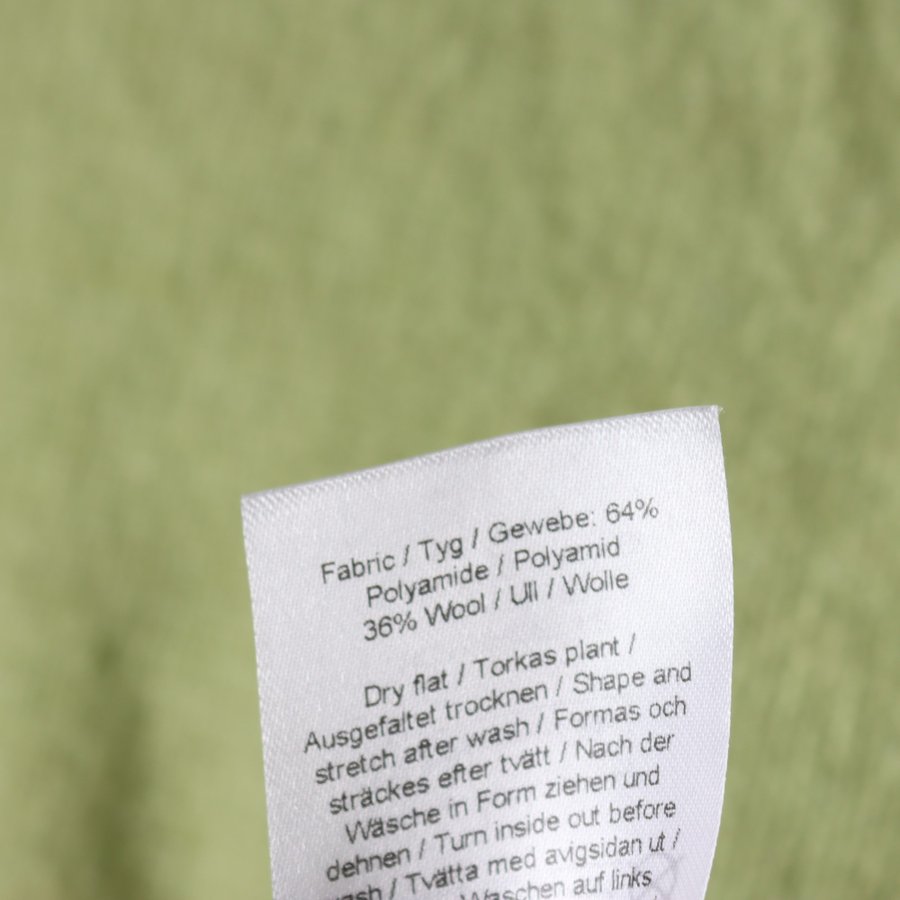 Fabric / Tyg / Gewebe: 64%
Polyamide / Polyamid
36% Wool / Ull / Wolle
Dry flat / Torkas plant /
Ausgefaltet trocknen / Shape and
stretch after wash / Formas och
sträckes efter tvätt / Nach der
Wäsche in Form ziehen und
dehnen / Turn inside out before
/ Tvätta med avigsidan ut /
Waschen auf links